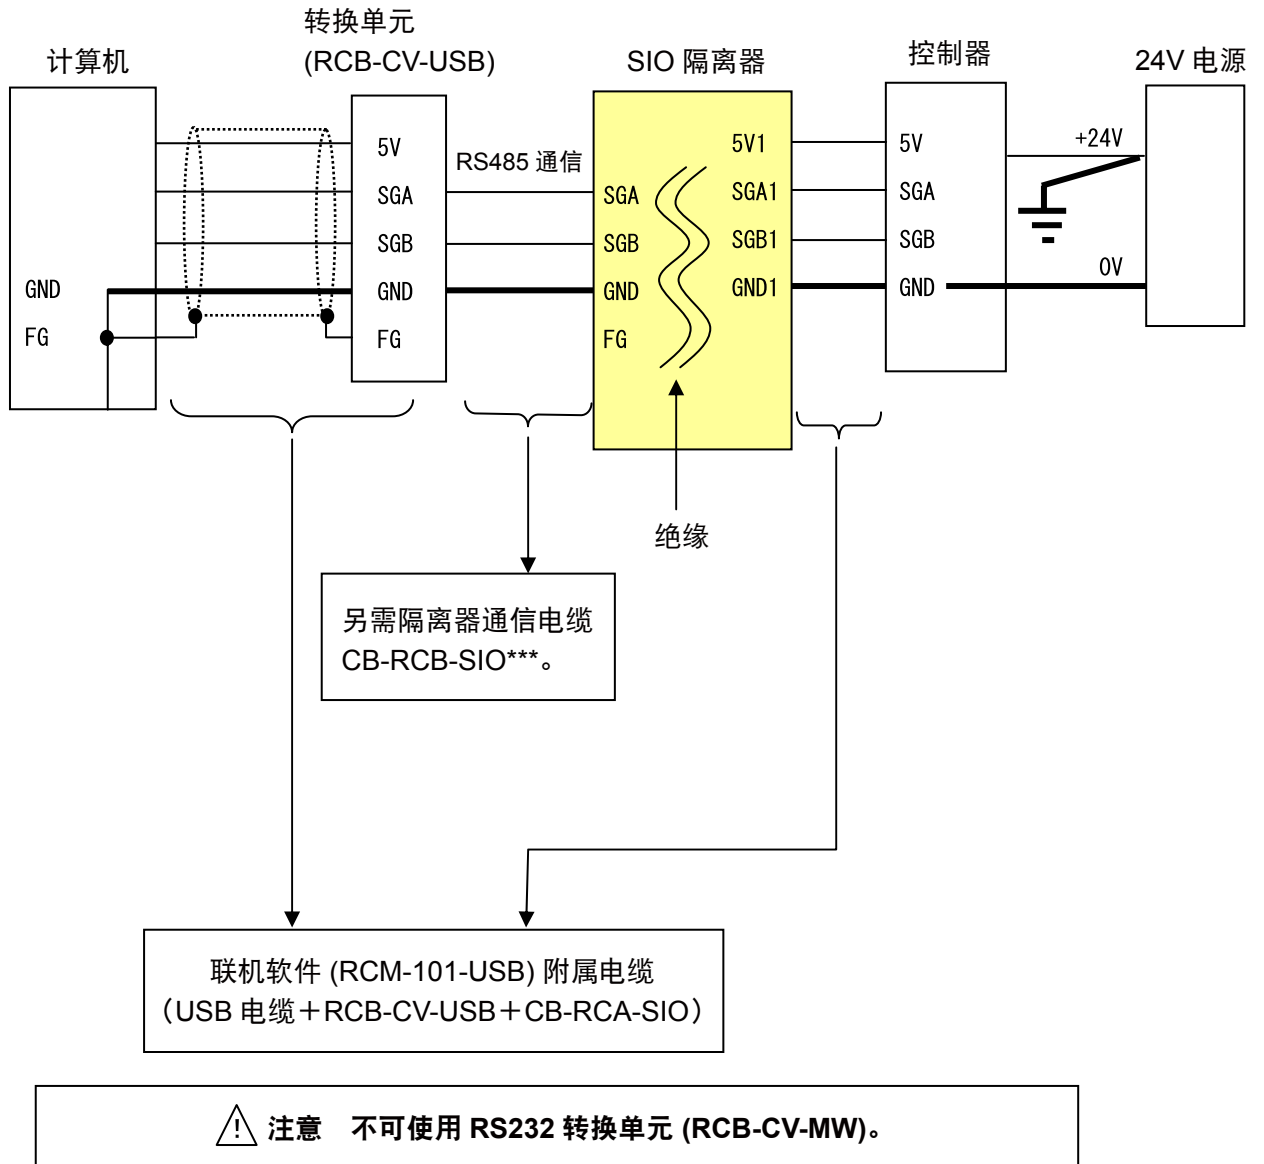 计算机
转换单元
(RCB-CV-USB)
SIO 隔离器
控制器
24V 电源
GND
FG
5V
SGA
SGB
GND
FG
RS485 通信
SGA
SGB
GND
FG
5V1
SGA1
SGB1
GND1
5V
SGA
SGB
GND
+24V
0V
绝缘
另需隔离器通信电缆
CB-RCB-SIO***。
联机软件 (RCM-101-USB) 附属电缆
（USB 电缆＋RCB-CV-USB＋CB-RCA-SIO）
! 注意 不可使用 RS232 转换单元 (RCB-CV-MW)。